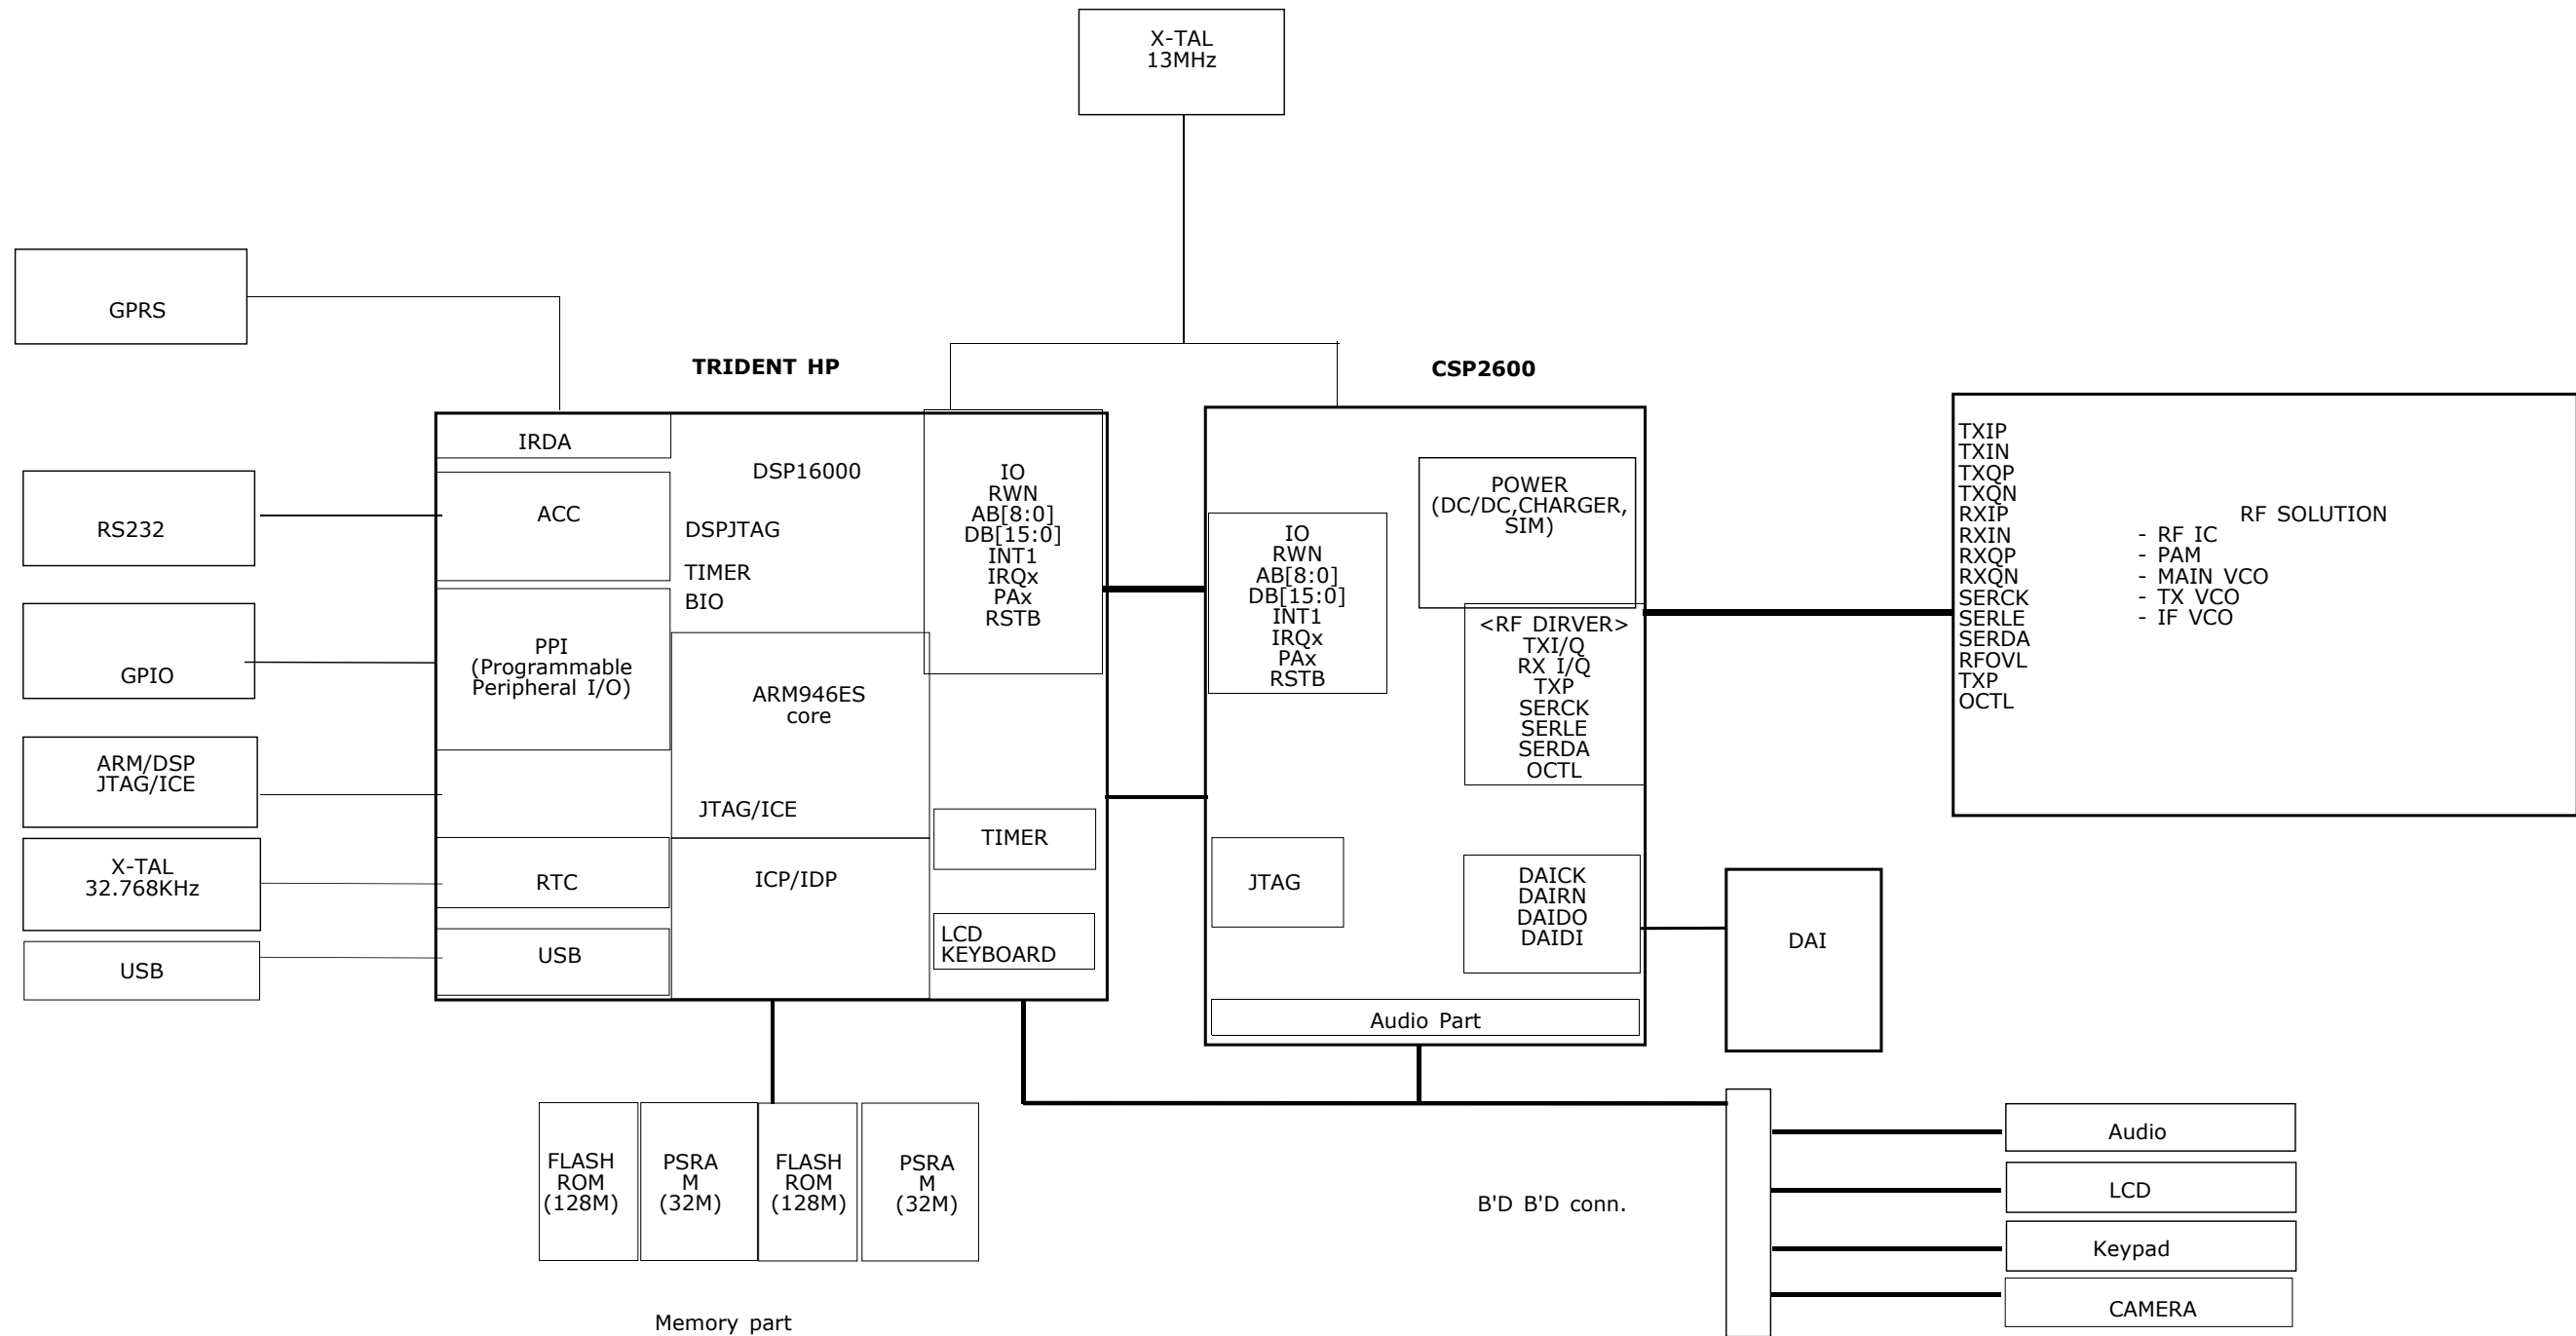 X-TAL
13MHz
GPRS
TRIDENT HP
CSP2600
IRDA
DSP16000
ACC
DSPJTAG
TIMER
BIO
IO
RWN
AB[8:0]
DB[15:0]
INT1
IRQx
PAx
RSTB
RS232
PPI
(Programmable
Peripheral I/O)
GPIO
ARM946ES
core
JTAG/ICE
ARM/DSP
JTAG/ICE
X-TAL
32.768KHz
RTC
ICP/IDP
TIMER
LCD
KEYBOARD
USB
USB
IO
RWN
AB[8:0]
DB[15:0]
INT1
IRQx
PAx
RSTB
POWER
(DC/DC,CHARGER,
SIM)
<RF DIRVER>
TXI/Q
RX I/Q
TXP
SERCK
SERLE
SERDA
OCTL
JTAG
DAICK
DAIRN
DAIDO
DAIDI
Audio Part
DAI
TXIP
TXIN
TXQP
TXQN
RXIP
RXIN
RXQP
RXQN
SERCK
SERLE
SERDA
RFOVL
TXP
OCTL
RF SOLUTION
- RF IC
- PAM
- MAIN VCO
- TX VCO
- IF VCO
FLASH
ROM
(128M)
PSRA
M
(32M)
FLASH
ROM
(128M)
PSRA
M
(32M)
Memory part
B'D B'D conn.
Audio
LCD
Keypad
CAMERA